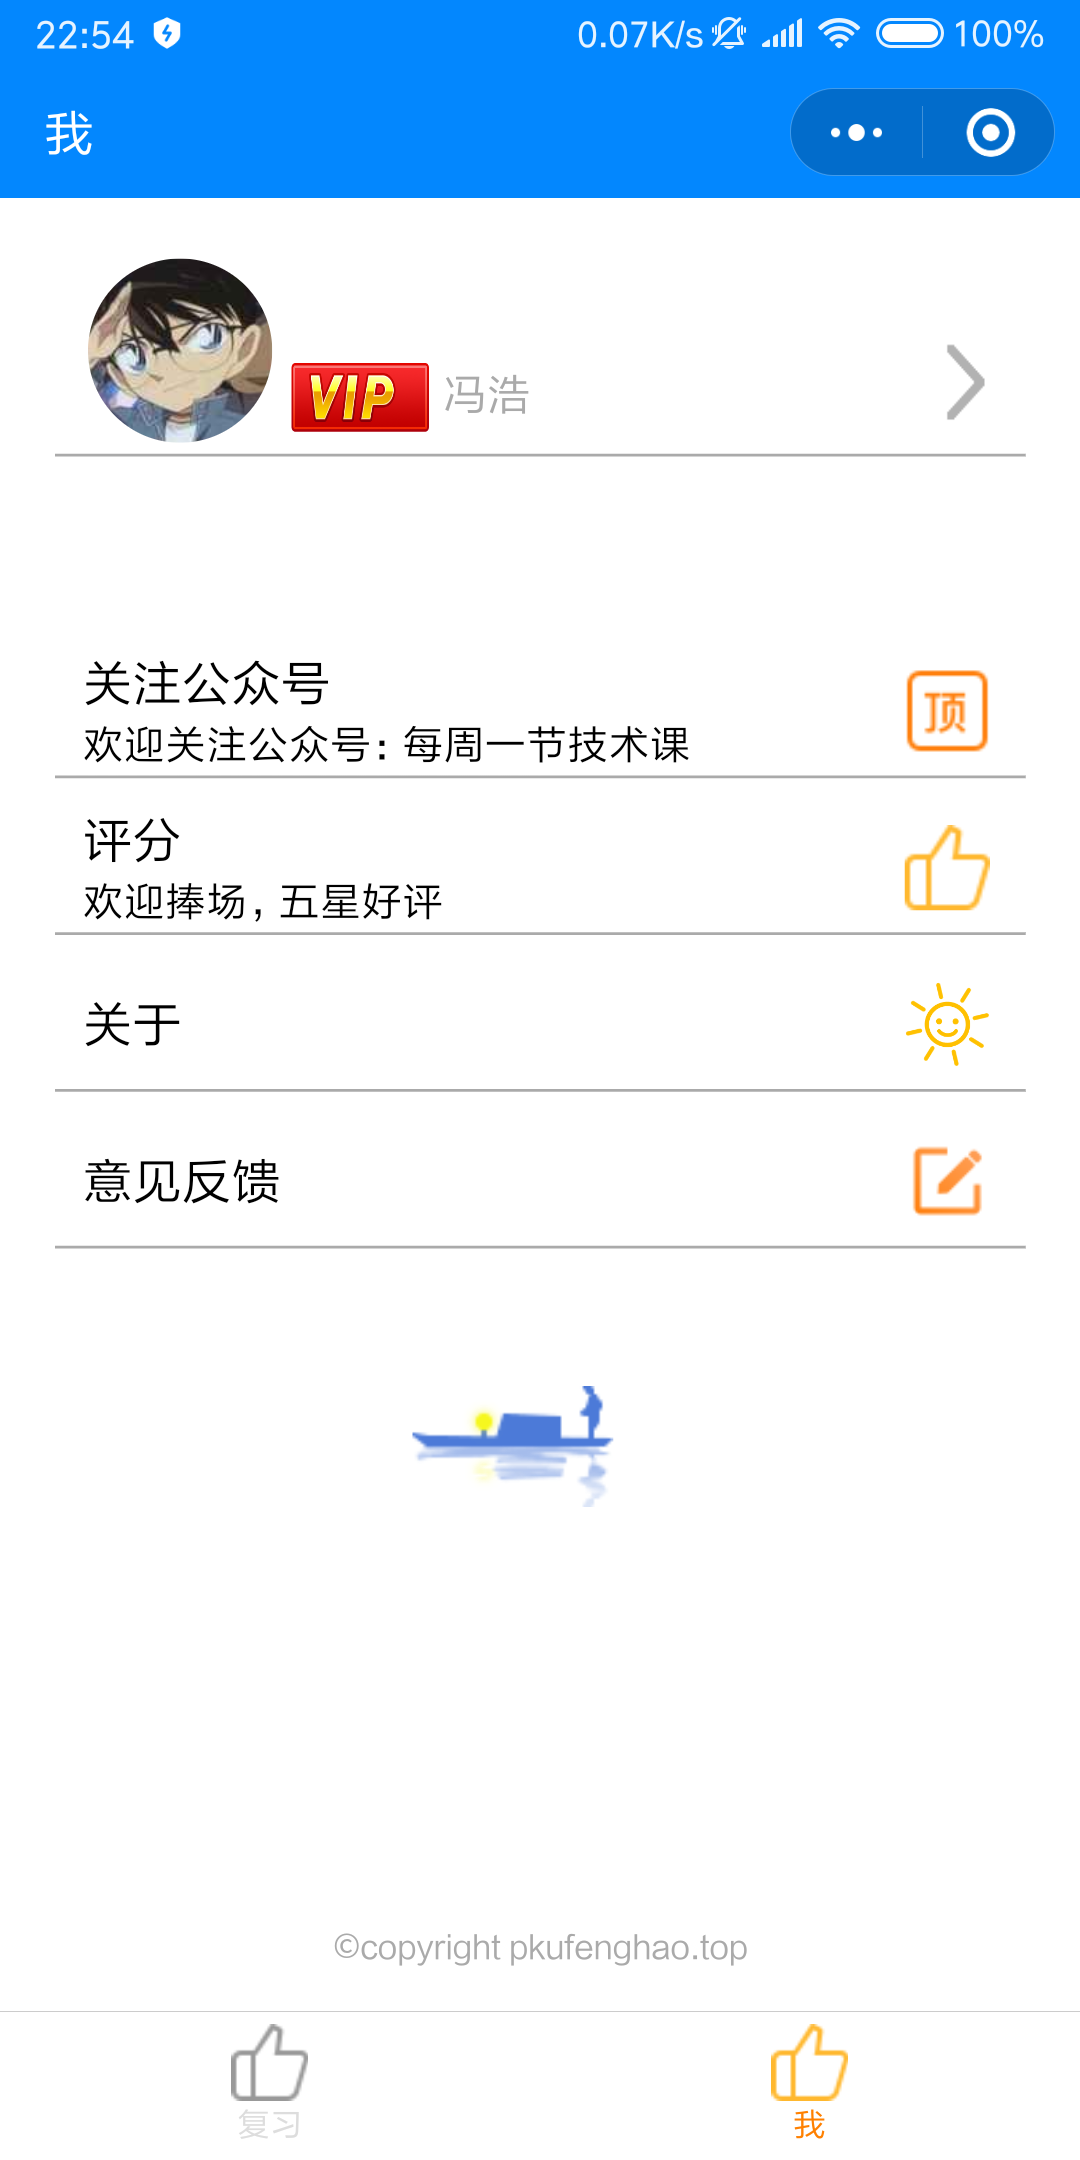 22:54 0.07K/s 100%
我
VIP 冯浩
关注公众号
顶
欢迎关注公众号：每周一节技术课
评分
欢迎捧场，五星好评
关于
意见反馈
©copyright pkufenghao.top
复习 我